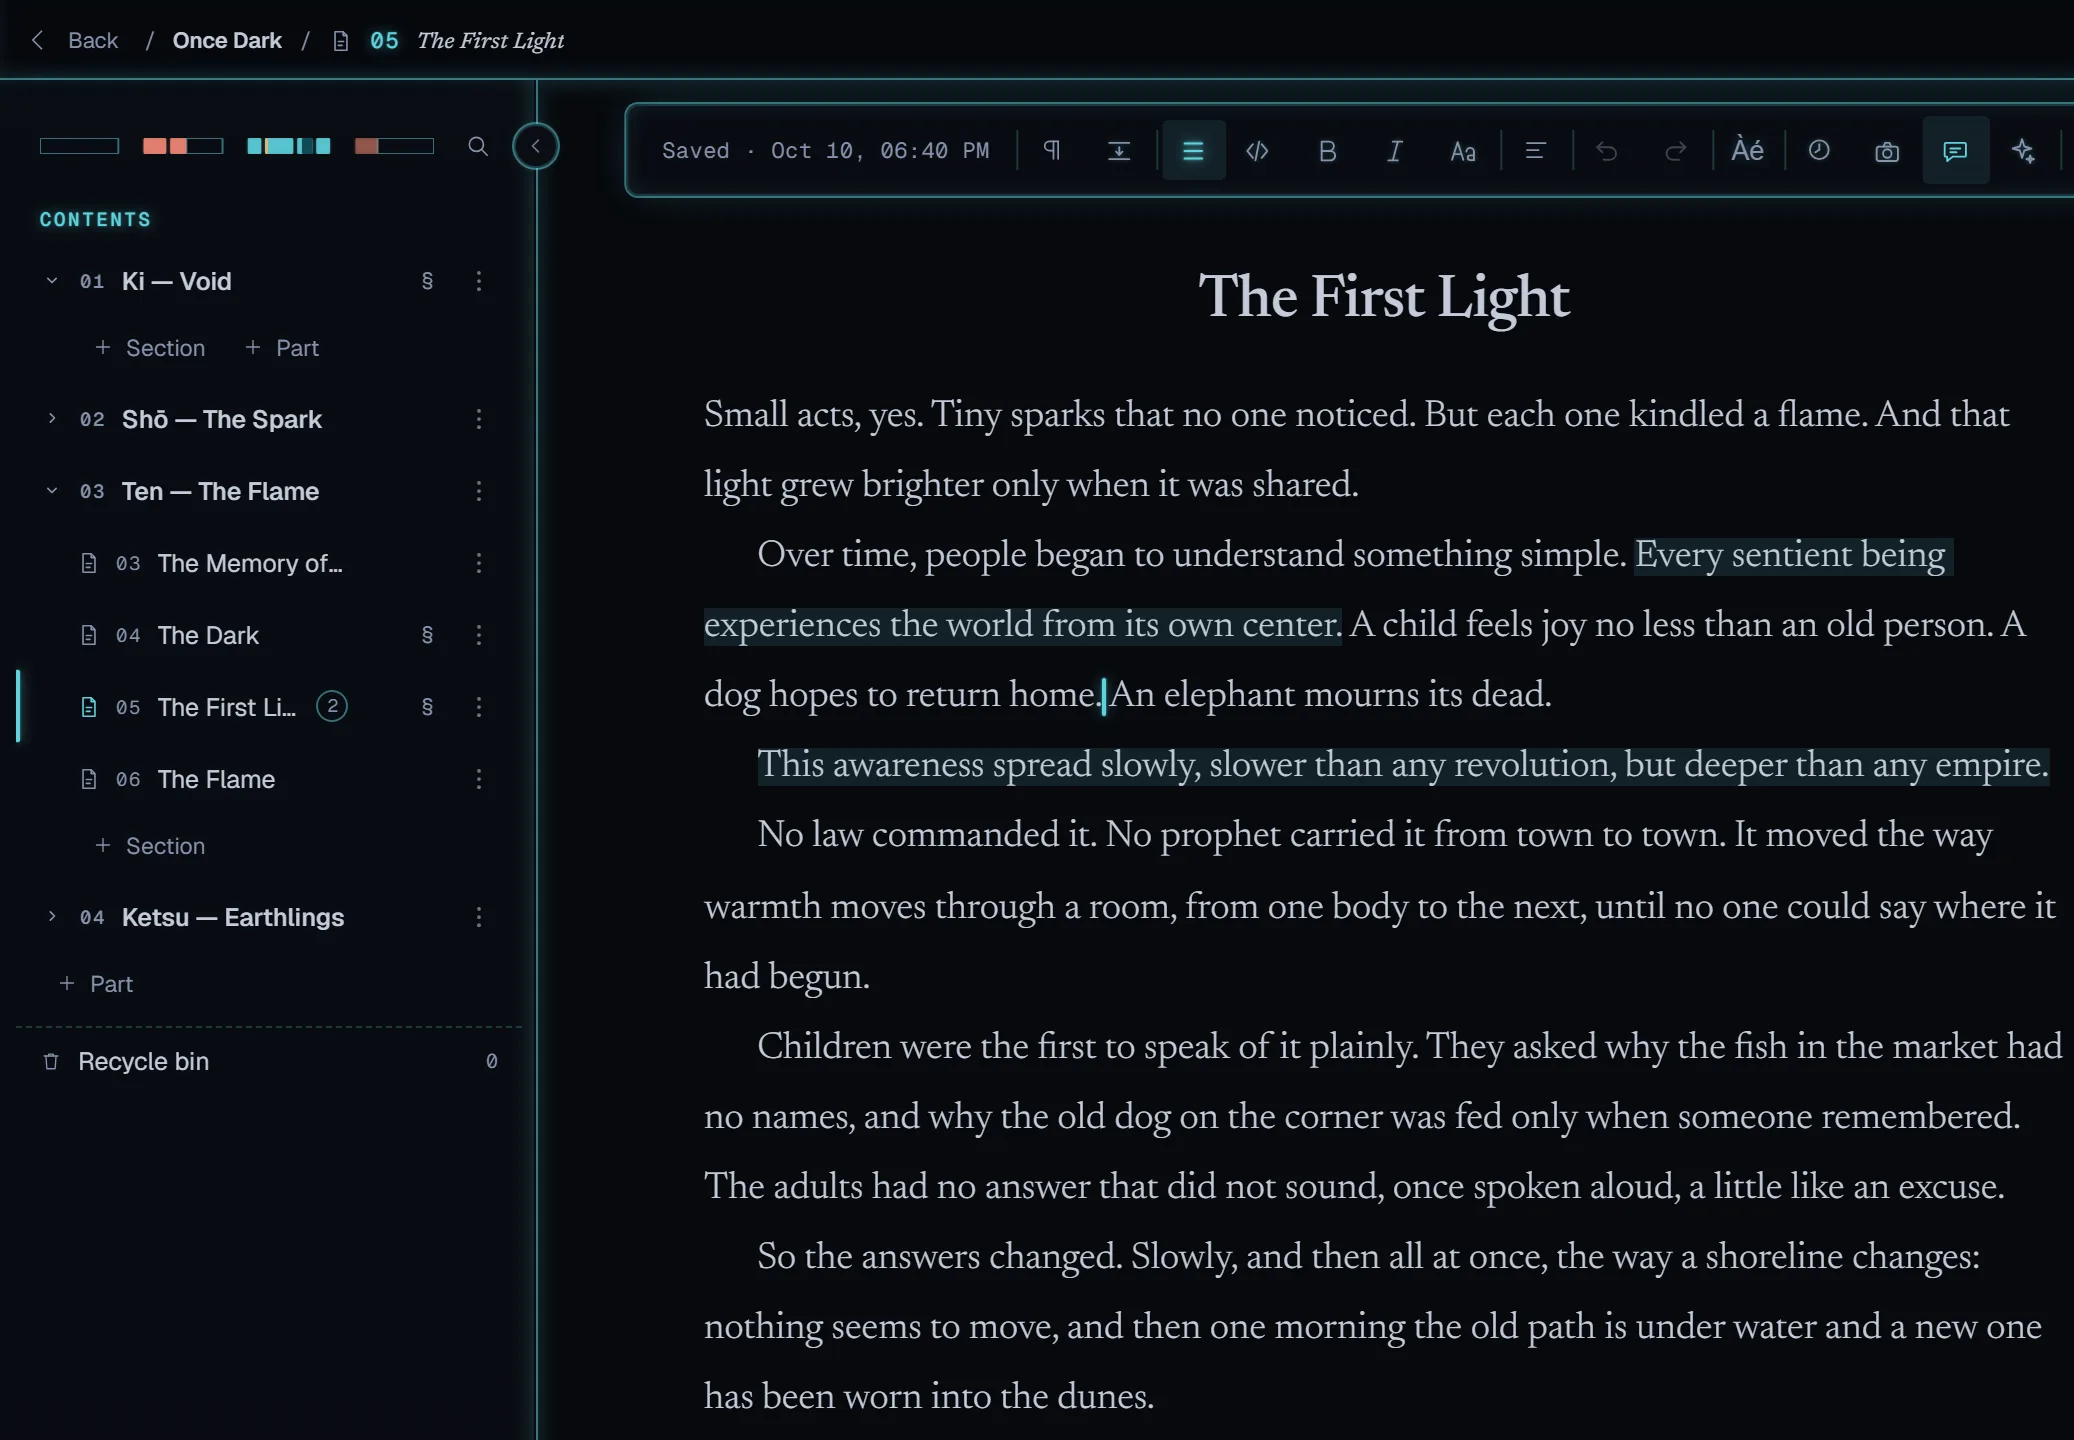 Back / Once Dark / 05 The First Light
Saved · Oct 10, 06:40 PM
B I Aa Àé
CONTENTS
01 Ki — Void §
+ Section + Part
02 Shō — The Spark
03 Ten — The Flame
03 The Memory of…
04 The Dark §
05 The First Li… 2 §
06 The Flame
+ Section
04 Ketsu — Earthlings
+ Part
Recycle bin 0
The First Light
Small acts, yes. Tiny sparks that no one noticed. But each one kindled a flame. And that
light grew brighter only when it was shared.
Over time, people began to understand something simple. Every sentient being
experiences the world from its own center. A child feels joy no less than an old person. A
dog hopes to return home. An elephant mourns its dead.
This awareness spread slowly, slower than any revolution, but deeper than any empire.
No law commanded it. No prophet carried it from town to town. It moved the way
warmth moves through a room, from one body to the next, until no one could say where it
had begun.
Children were the first to speak of it plainly. They asked why the fish in the market had
no names, and why the old dog on the corner was fed only when someone remembered.
The adults had no answer that did not sound, once spoken aloud, a little like an excuse.
So the answers changed. Slowly, and then all at once, the way a shoreline changes:
nothing seems to move, and then one morning the old path is under water and a new one
has been worn into the dunes.